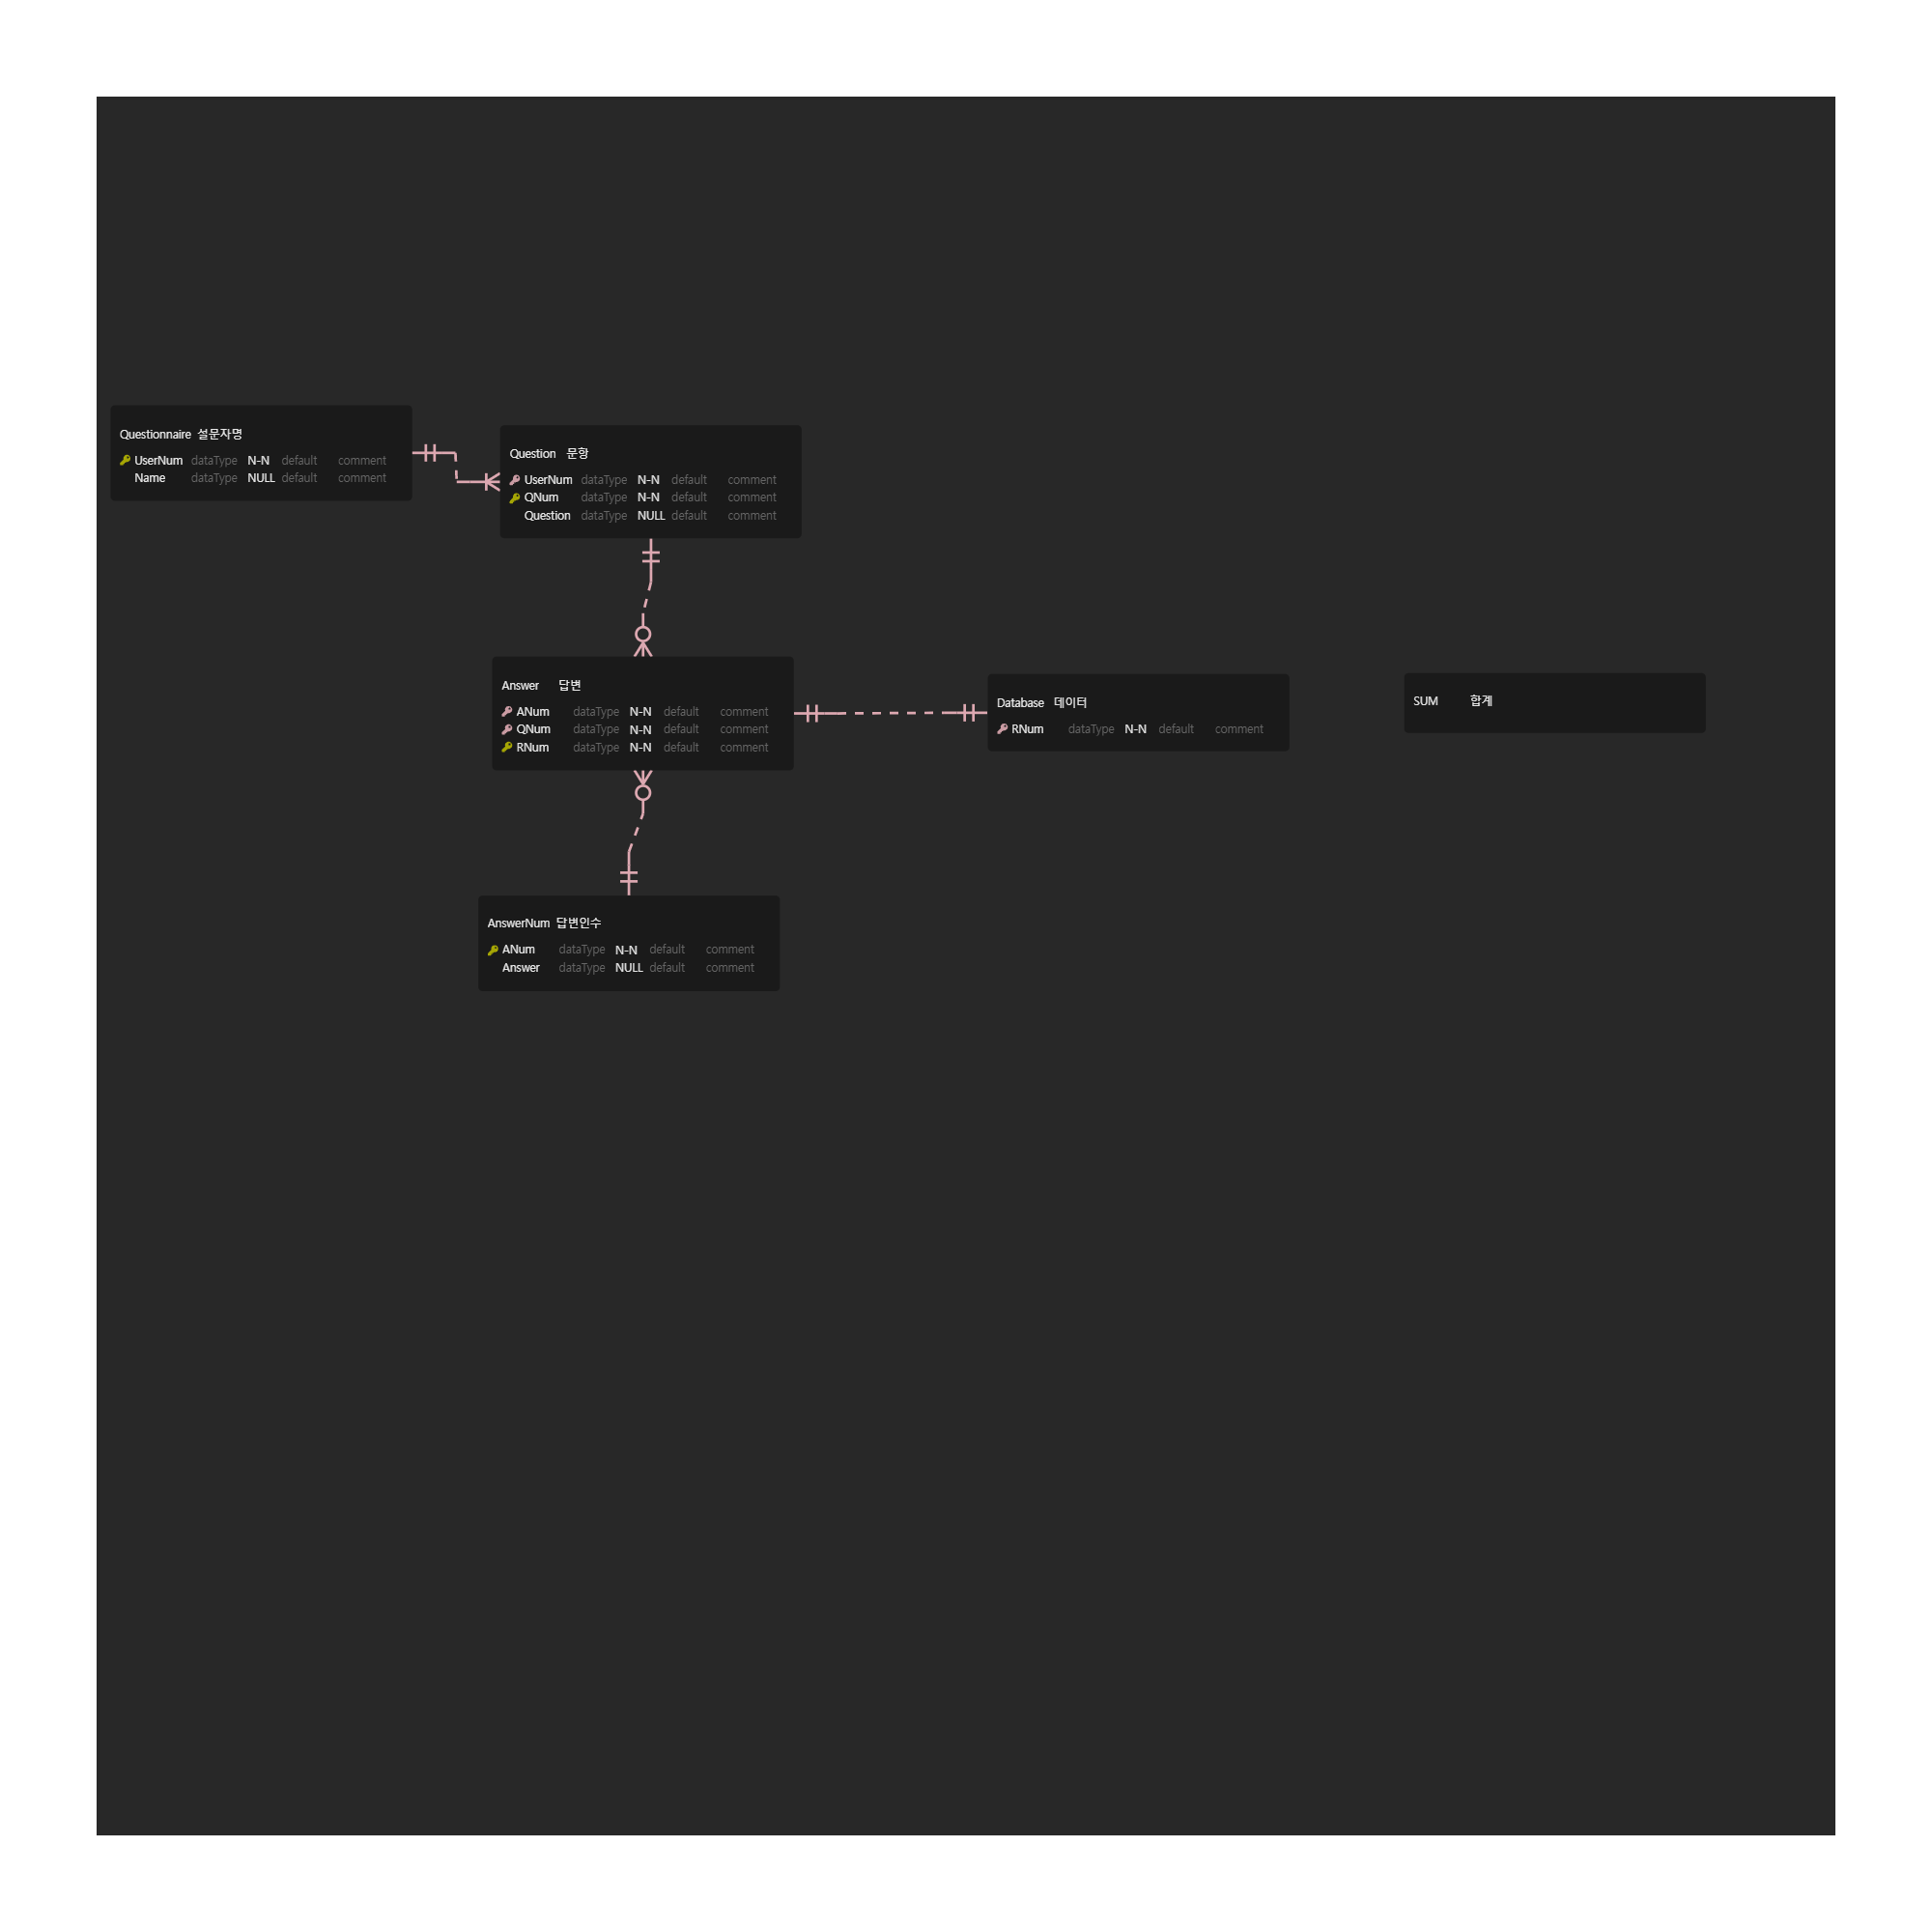 Questionnaire 설문자명
UserNum dataType N-N default comment
Name dataType NULL default comment
Question 문항
UserNum dataType N-N default comment
QNum dataType N-N default comment
Question dataType NULL default comment
Answer 답변
ANum dataType N-N default comment
QNum dataType N-N default comment
RNum dataType N-N default comment
Database 데이터
RNum dataType N-N default comment
SUM 합계
AnswerNum 답변인수
ANum dataType N-N default comment
Answer dataType NULL default comment